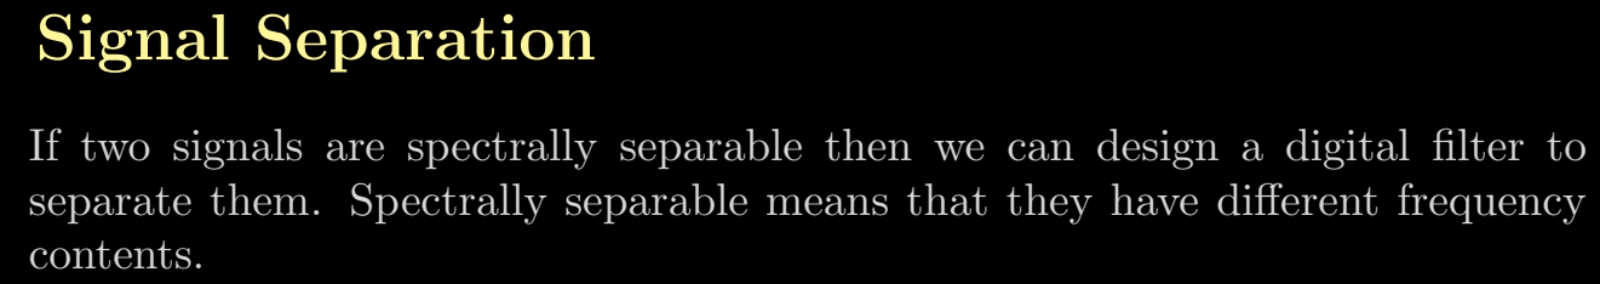 Signal Separation
If two signals are spectrally separable then we can design a digital filter to
separate them. Spectrally separable means that they have different frequency
contents.